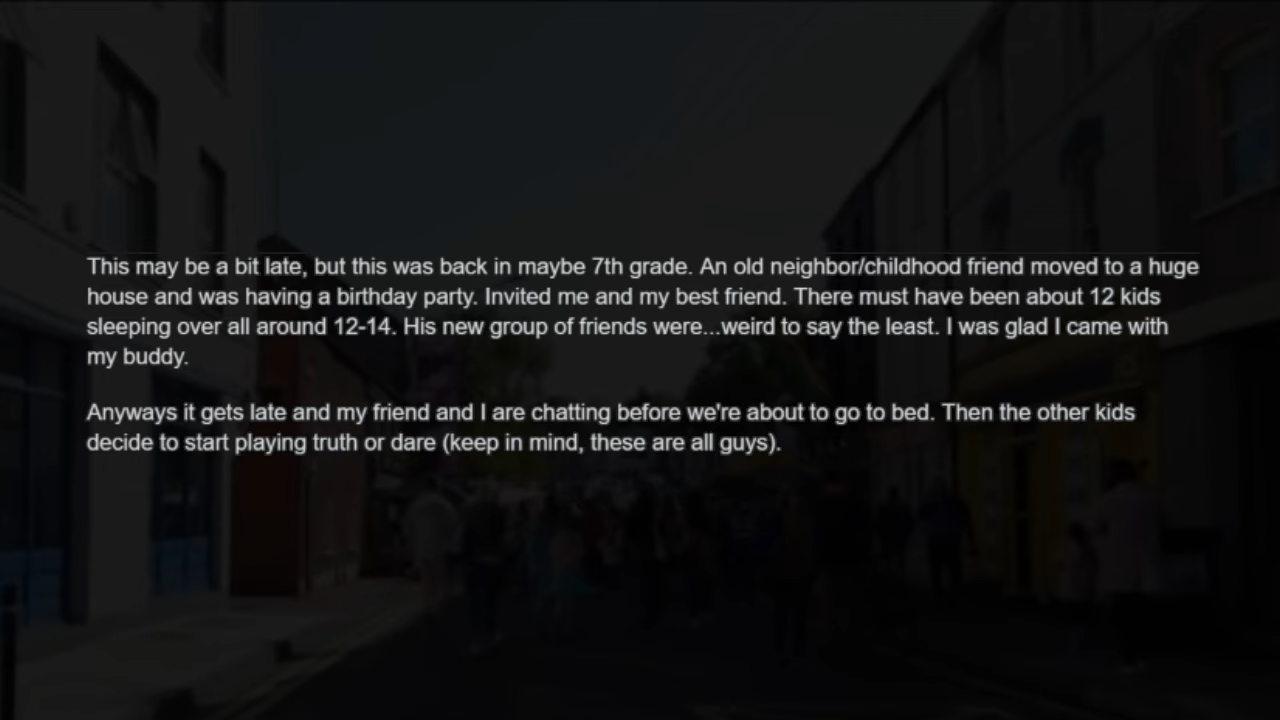 This may be a bit late, but this was back in maybe 7th grade. An old neighbor/childhood friend moved to a huge
house and was having a birthday party. Invited me and my best friend. There must have been about 12 kids
sleeping over all around 12-14. His new group of friends were...weird to say the least. I was glad I came with
my buddy.
Anyways it gets late and my friend and I are chatting before we're about to go to bed. Then the other kids
decide to start playing truth or dare (keep in mind, these are all guys).